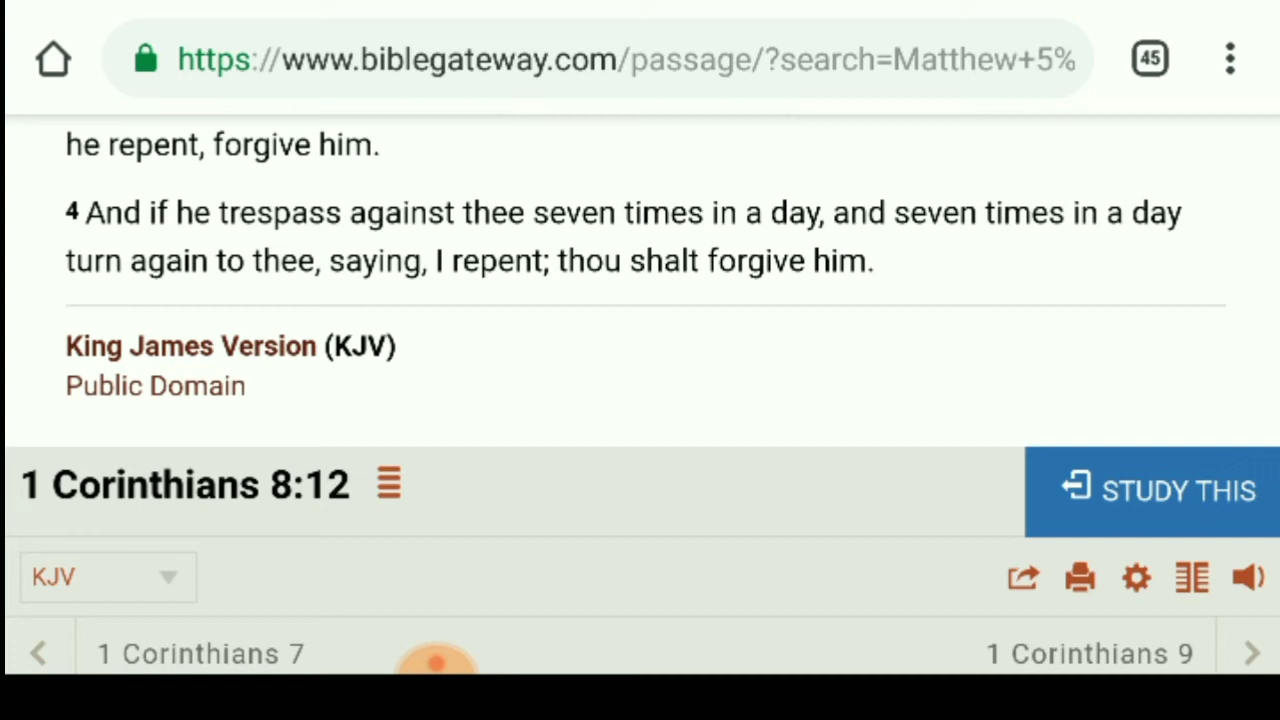 https://www.biblegateway.com/passage/?search=Matthew+5%
45
he repent, forgive him.
4 And if he trespass against thee seven times in a day, and seven times in a day
turn again to thee, saying, I repent; thou shalt forgive him.
King James Version (KJV)
Public Domain
1 Corinthians 8:12
STUDY THIS
KJV
1 Corinthians 7
1 Corinthians 9